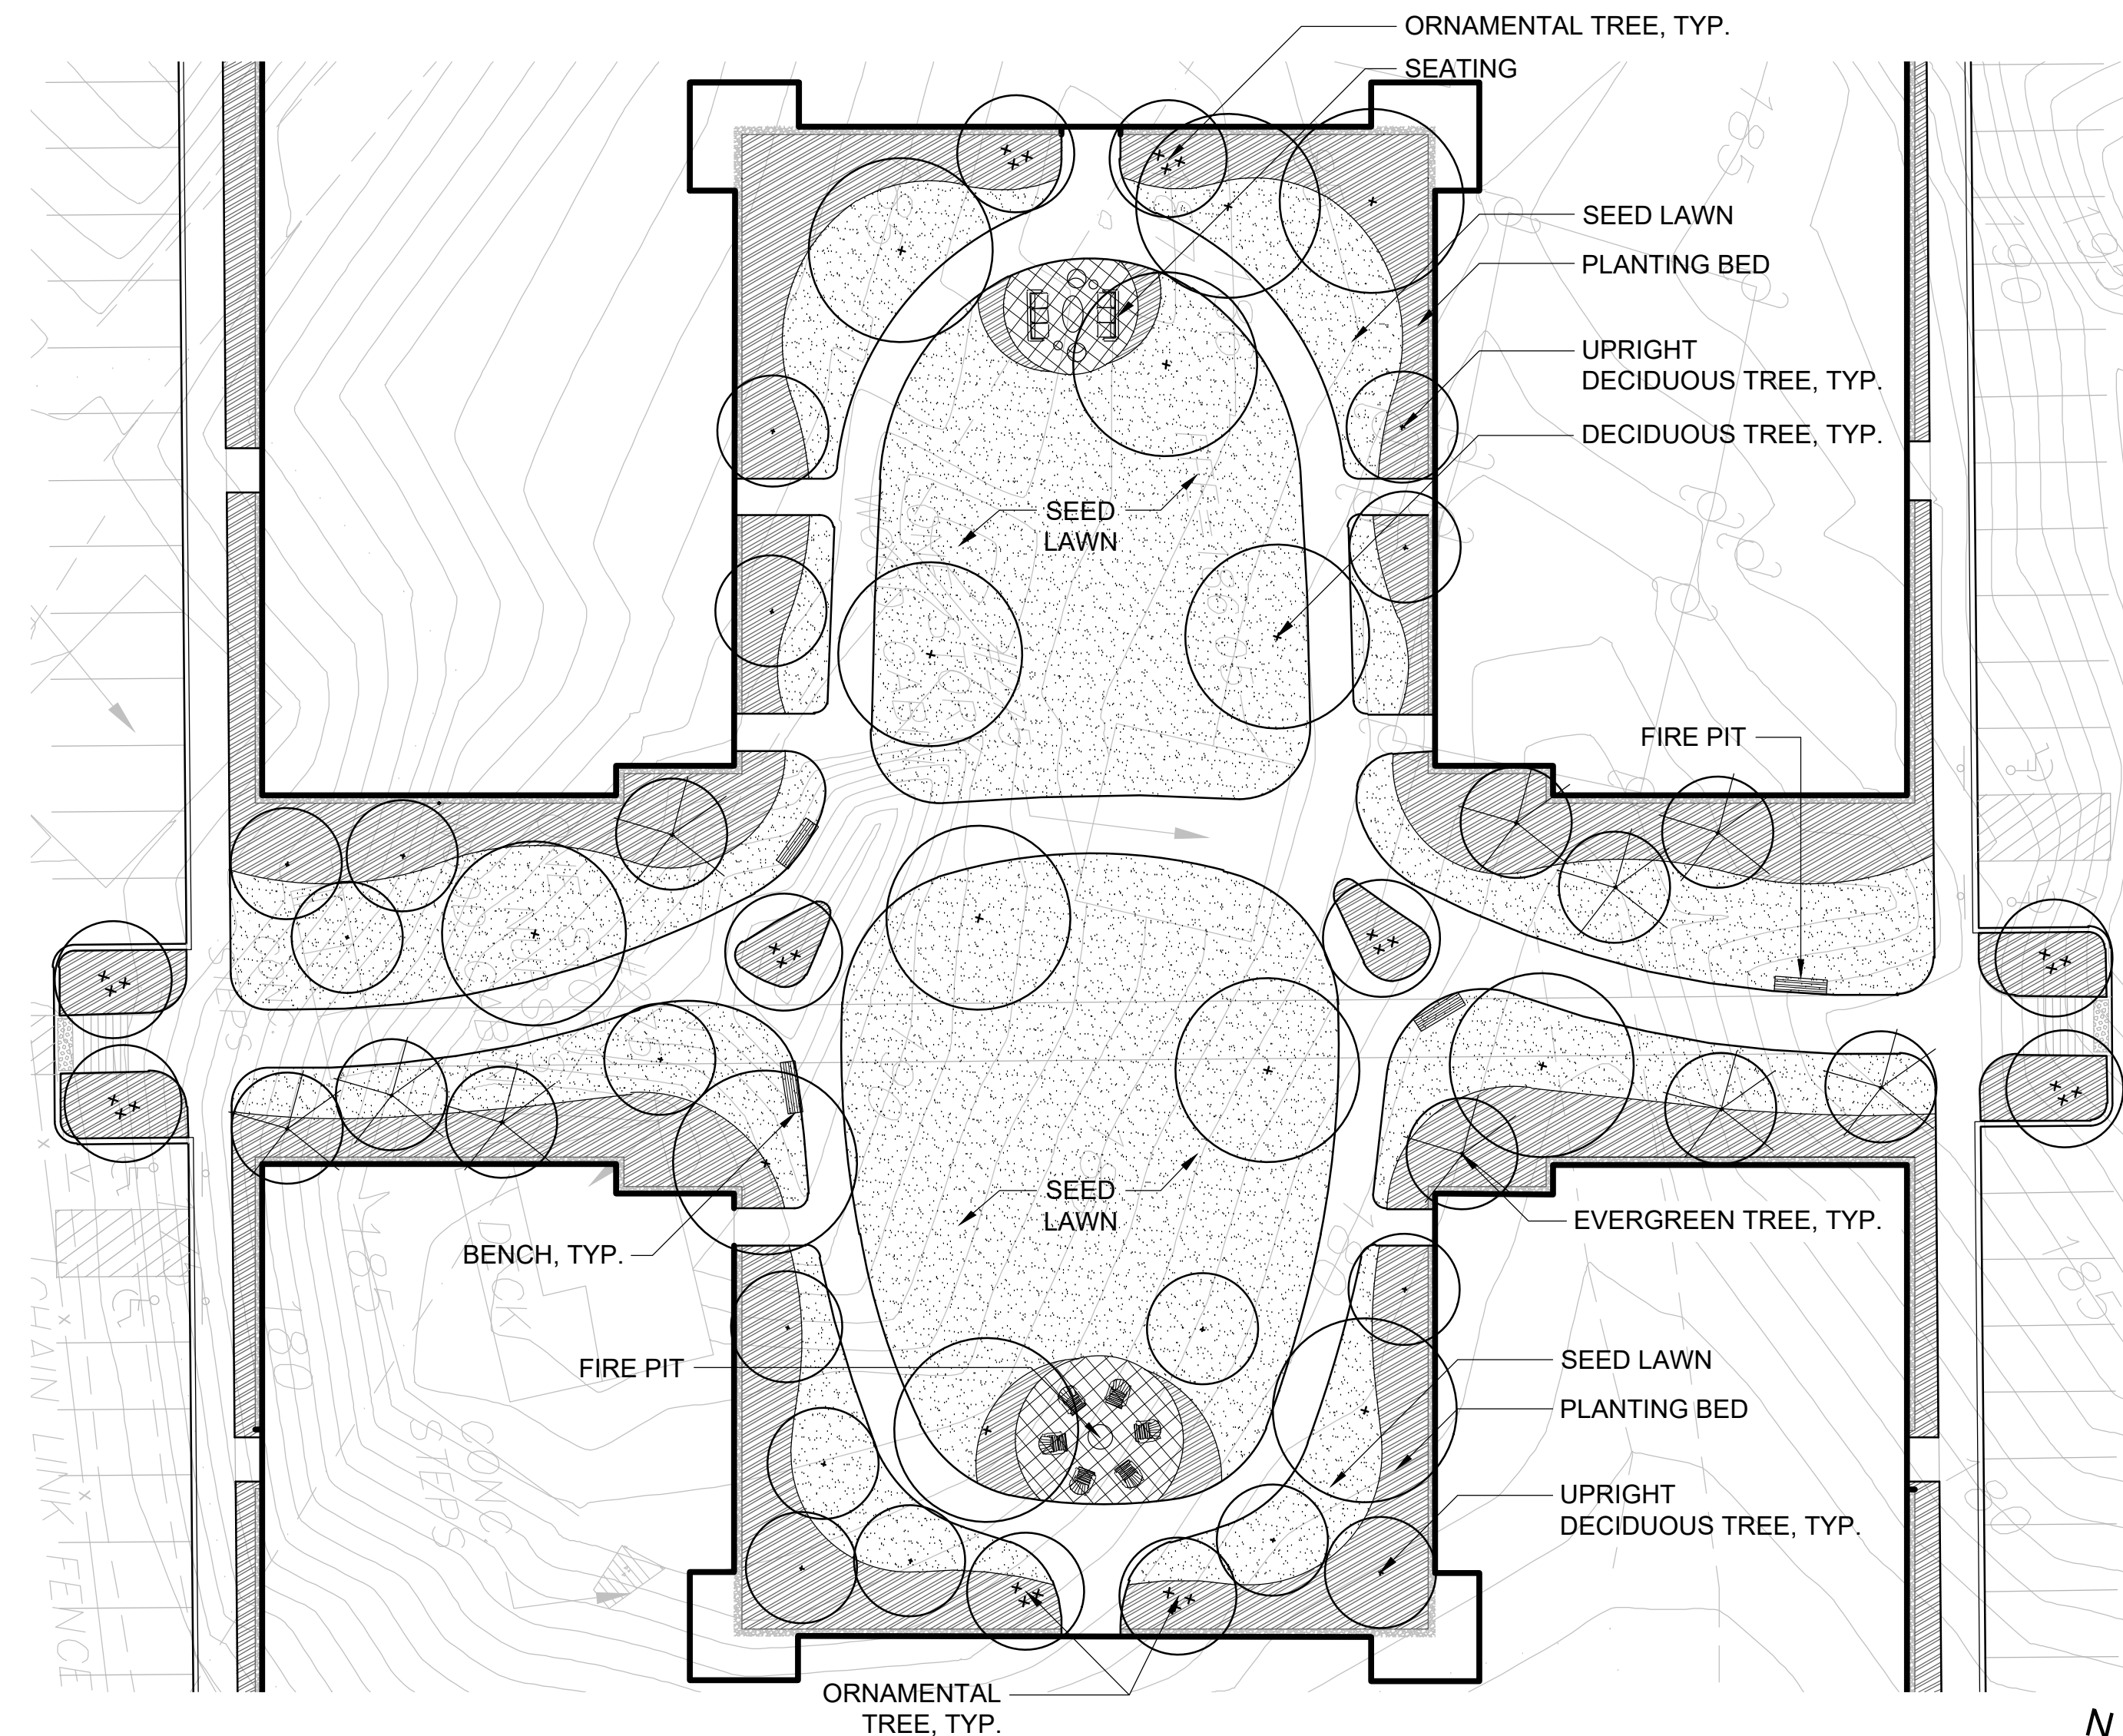 ORNAMENTAL TREE, TYP.
SEATING
SEED LAWN
PLANTING BED
UPRIGHT
DECIDUOUS TREE, TYP.
DECIDUOUS TREE, TYP.
SEED
LAWN
FIRE PIT
SEED
LAWN
EVERGREEN TREE, TYP.
BENCH, TYP.
FIRE PIT
SEED LAWN
PLANTING BED
UPRIGHT
DECIDUOUS TREE, TYP.
ORNAMENTAL
TREE, TYP.
N
185
180
CONC.
STEPS
CHAIN LINK FENCE
185
180